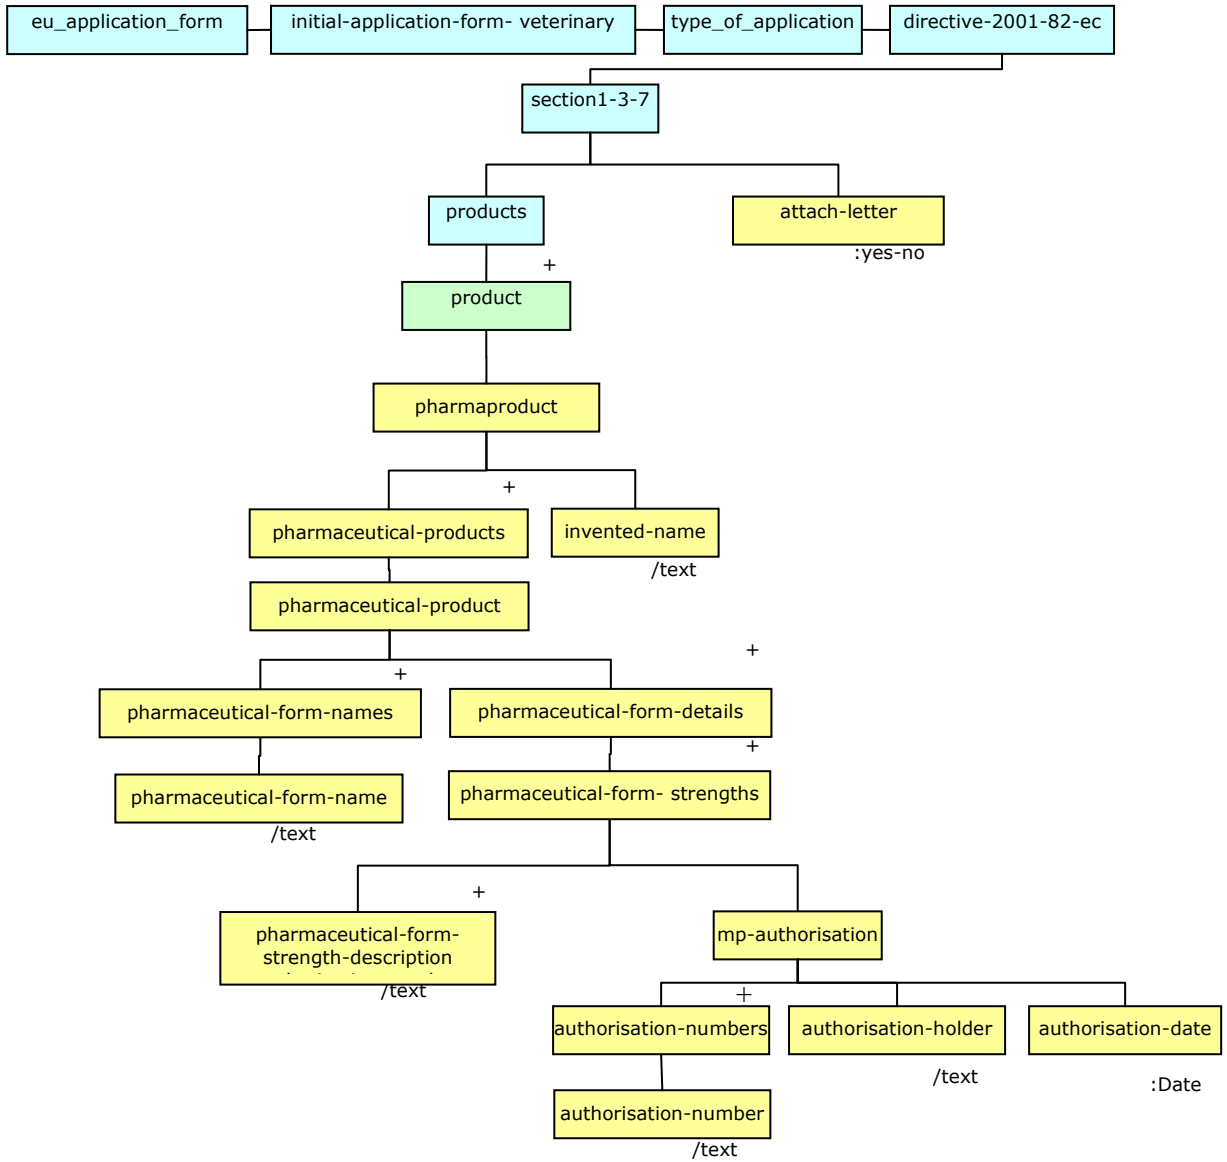 eu_application_form
initial-application-form- veterinary
type_of_application
directive-2001-82-ec
section1-3-7
products
attach-letter
:yes-no
+
product
pharmaproduct
+
pharmaceutical-products
invented-name
/text
pharmaceutical-product
+
+
pharmaceutical-form-names
pharmaceutical-form-details
+
pharmaceutical-form-name
pharmaceutical-form- strengths
/text
+
pharmaceutical-form-
strength-description
/text
mp-authorisation
+
authorisation-numbers
authorisation-holder
authorisation-date
/text
:Date
authorisation-number
/text